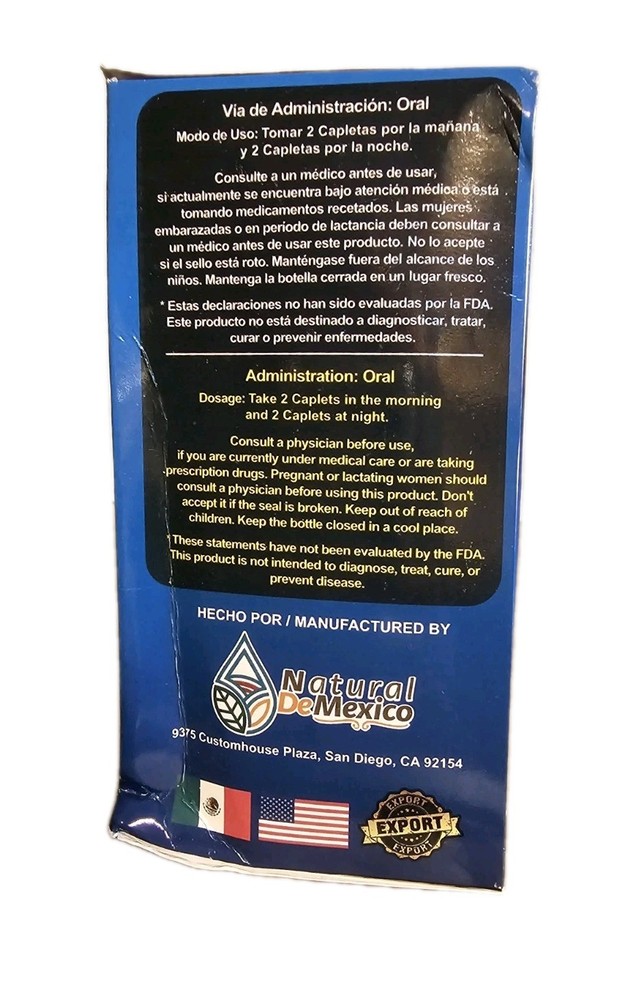 Vía de Administración: Oral
Modo de Uso: Tomar 2 Capletas por la mañana
y 2 Capletas por la noche.
Consulte a un médico antes de usar,
si actualmente se encuentra bajo atención médica o está
tomando medicamentos recetados. Las mujeres
embarazadas o en periodo de lactancia deben consultar a
un médico antes de usar este producto. No lo acepte
si el sello está roto. Manténgase fuera del alcance de los
niños. Mantenga la botella cerrada en un lugar fresco.
* Estas declaraciones no han sido evaluadas por la FDA.
Este producto no está destinado a diagnosticar, tratar,
curar o prevenir enfermedades.
Administration: Oral
Dosage: Take 2 Caplets in the morning
and 2 Caplets at night.
Consult a physician before use,
if you are currently under medical care or are taking
prescription drugs. Pregnant or lactating women should
consult a physician before using this product. Don't
accept it if the seal is broken. Keep out of reach of
children. Keep the bottle closed in a cool place.
*These statements have not been evaluated by the FDA.
This product is not intended to diagnose, treat, cure, or
prevent disease.
HECHO POR / MANUFACTURED BY
Natural
De Mexico
9375 Customhouse Plaza, San Diego, CA 92154
EXPORT
EXPORT
EXPORT